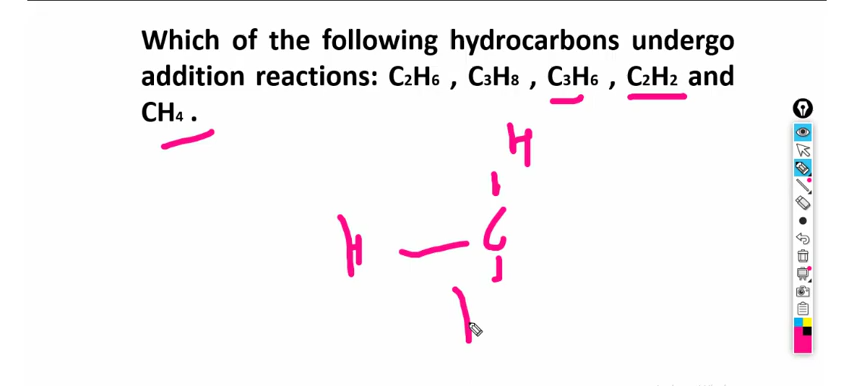 Which of the following hydrocarbons undergo
addition reactions: C2H6 , C3H8 , C3H6 , C2H2 and
CH4 .
H
H C